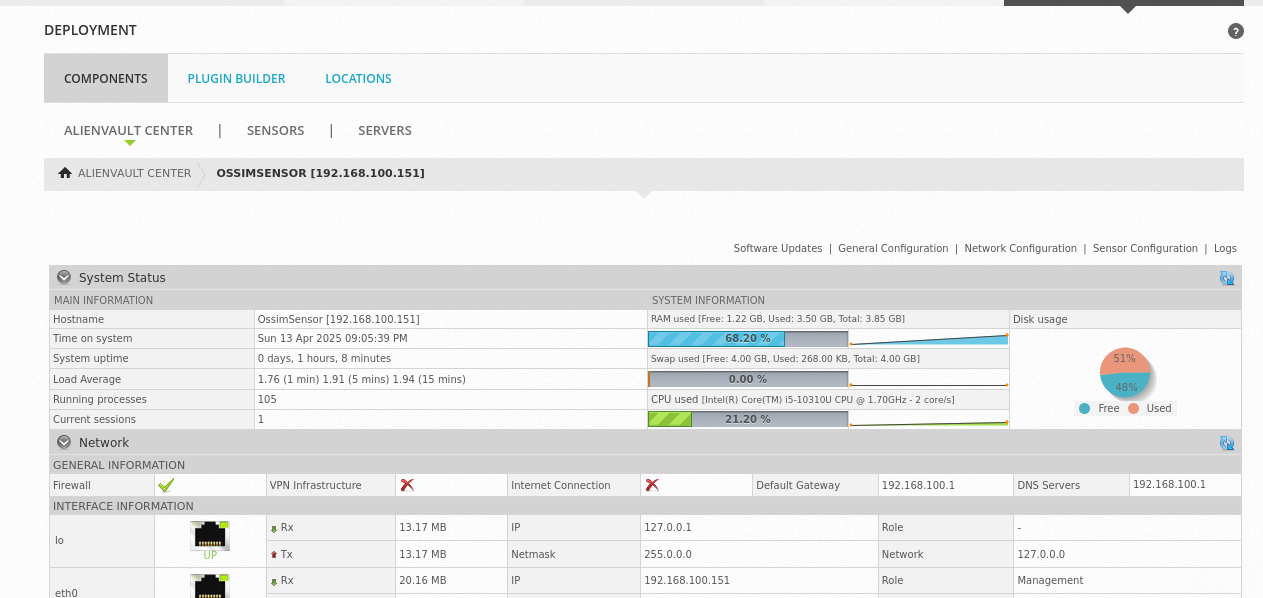 DEPLOYMENT
?
COMPONENTS PLUGIN BUILDER LOCATIONS
ALIENVAULT CENTER | SENSORS | SERVERS
ALIENVAULT CENTER OSSIMSENSOR [192.168.100.151]
Software Updates | General Configuration | Network Configuration | Sensor Configuration | Logs
System Status
MAIN INFORMATION SYSTEM INFORMATION
Hostname OssimSensor [192.168.100.151] RAM used [Free: 1.22 GB, Used: 3.50 GB, Total: 3.85 GB] Disk usage
Time on system Sun 13 Apr 2025 09:05:39 PM 68.20 %
System uptime 0 days, 1 hours, 8 minutes Swap used [Free: 4.00 GB, Used: 268.00 KB, Total: 4.00 GB] 51%
Load Average 1.76 (1 min) 1.91 (5 mins) 1.94 (15 mins) 0.00 % 48%
Running processes 105 CPU used [Intel(R) Core(TM) i5-10310U CPU @ 1.70GHz - 2 core/s] Free Used
Current sessions 1 21.20 %
Network
GENERAL INFORMATION
Firewall VPN Infrastructure Internet Connection Default Gateway 192.168.100.1 DNS Servers 192.168.100.1
INTERFACE INFORMATION
lo UP Rx 13.17 MB IP 127.0.0.1 Role -
Tx 13.17 MB Netmask 255.0.0.0 Network 127.0.0.0
eth0 Rx 20.16 MB IP 192.168.100.151 Role Management